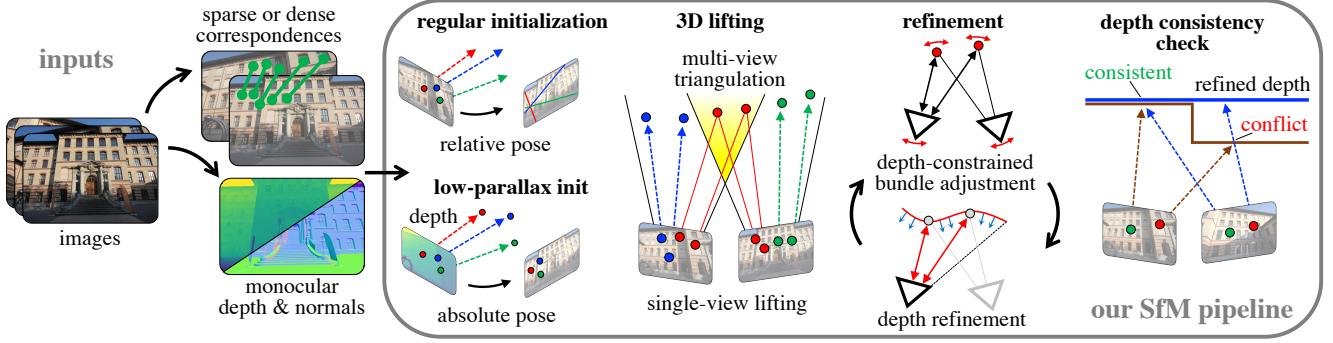 inputs
sparse or dense
correspondences
images
monocular
depth & normals
regular initialization
relative pose
low-parallax init
depth
absolute pose
3D lifting
multi-view
triangulation
single-view lifting
refinement
depth-constrained
bundle adjustment
depth refinement
depth consistency
check
consistent
refined depth
conflict
our SfM pipeline